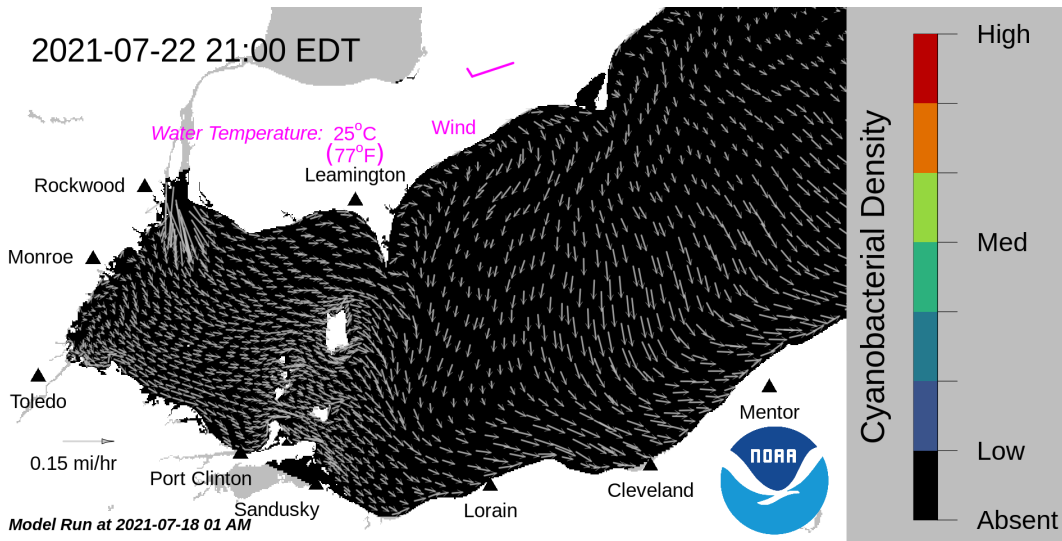 2021-07-22 21:00 EDT
High
Wind
Water Temperature: 25°C
(77°F)
Leamington
Rockwood
Monroe
Med
Cyanobacterial Density
Toledo
Mentor
0.15 mi/hr
NOAA
Low
Port Clinton
Cleveland
Sandusky
Lorain
Absent
Model Run at 2021-07-18 01 AM